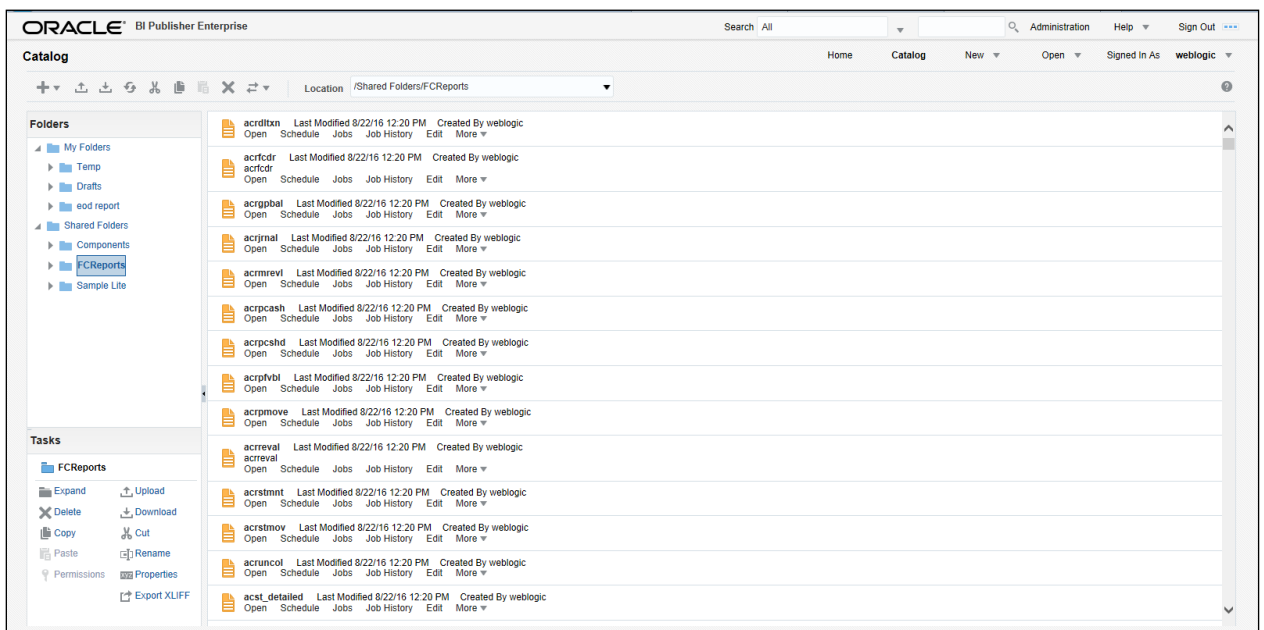 ORACLE BI Publisher Enterprise Search All Administration Help Sign Out
Catalog Home Catalog New Open Signed In As weblogic
Location /Shared Folders/FCReports
Folders
My Folders
Temp
Drafts
eod report
Shared Folders
Components
FCReports
Sample Lite
Tasks
FCReports
Expand Upload
Delete Download
Copy Cut
Paste Rename
Permissions Properties
Export XLIFF
acrdltxn Last Modified 8/22/16 12:20 PM Created By weblogic
Open Schedule Jobs Job History Edit More
acrfcdr Last Modified 8/22/16 12:20 PM Created By weblogic
acrfcdr
Open Schedule Jobs Job History Edit More
acrgpbal Last Modified 8/22/16 12:20 PM Created By weblogic
Open Schedule Jobs Job History Edit More
acrjrnal Last Modified 8/22/16 12:20 PM Created By weblogic
Open Schedule Jobs Job History Edit More
acrmrevl Last Modified 8/22/16 12:20 PM Created By weblogic
Open Schedule Jobs Job History Edit More
acrpcash Last Modified 8/22/16 12:20 PM Created By weblogic
Open Schedule Jobs Job History Edit More
acrpcshd Last Modified 8/22/16 12:20 PM Created By weblogic
Open Schedule Jobs Job History Edit More
acrpfvbl Last Modified 8/22/16 12:20 PM Created By weblogic
Open Schedule Jobs Job History Edit More
acrpmove Last Modified 8/22/16 12:20 PM Created By weblogic
Open Schedule Jobs Job History Edit More
acrreval Last Modified 8/22/16 12:20 PM Created By weblogic
acrreval
Open Schedule Jobs Job History Edit More
acrstmnt Last Modified 8/22/16 12:20 PM Created By weblogic
Open Schedule Jobs Job History Edit More
acrstmov Last Modified 8/22/16 12:20 PM Created By weblogic
Open Schedule Jobs Job History Edit More
acruncol Last Modified 8/22/16 12:20 PM Created By weblogic
Open Schedule Jobs Job History Edit More
acst_detailed Last Modified 8/22/16 12:20 PM Created By weblogic
Open Schedule Jobs Job History Edit More